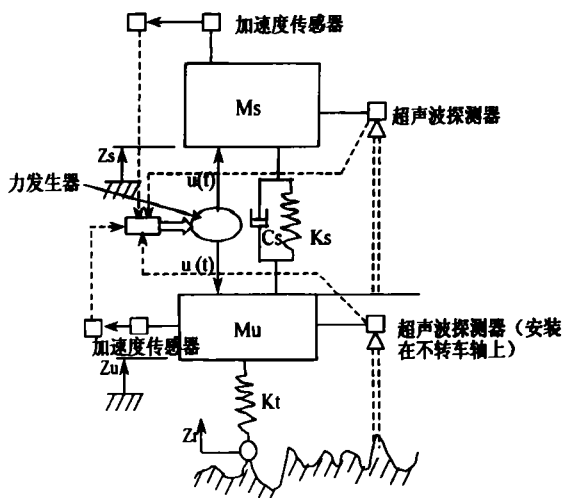 加速度传感器
Ms
超声波探测器
Zs
力发生器
u(t)
Cs
Ks
u (t)
Mu
超声波探测器（安装
在不转车轴上）
加速度传感器
Zu
Kt
Zr